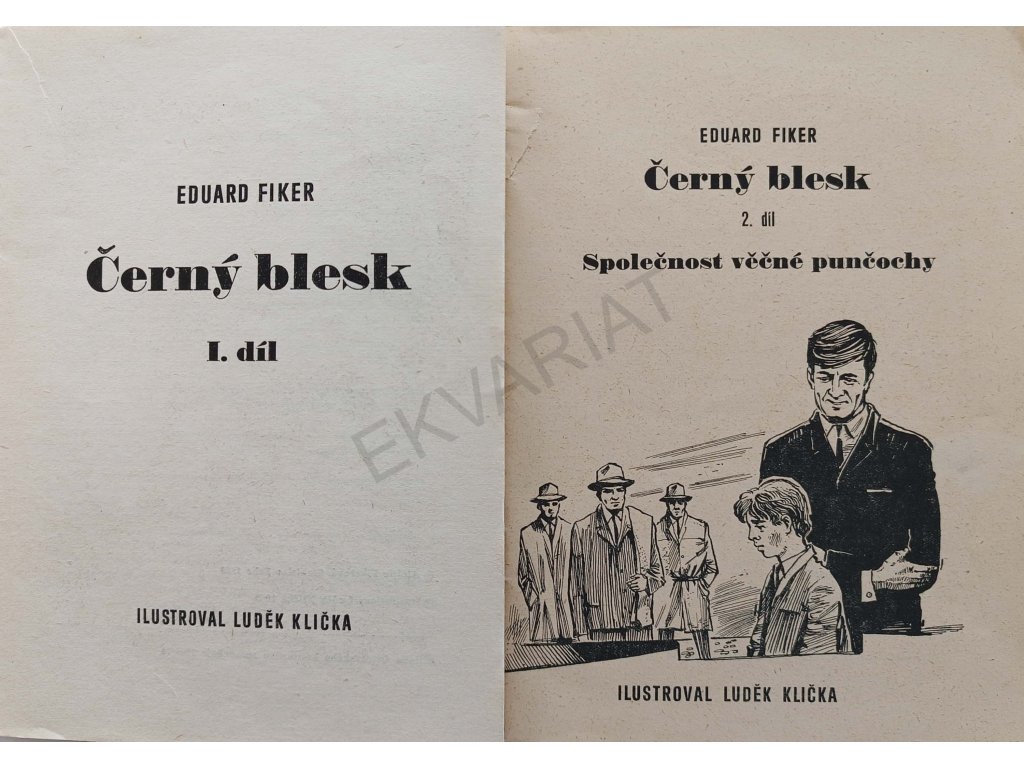 EDUARD FIKER
Černý blesk
I. díl
ILUSTROVAL LUDĚK KLIČKA
EDUARD FIKER
Černý blesk
2. díl
Společnost věčné punčochy
ILUSTROVAL LUDĚK KLIČKA
EKVARIAT